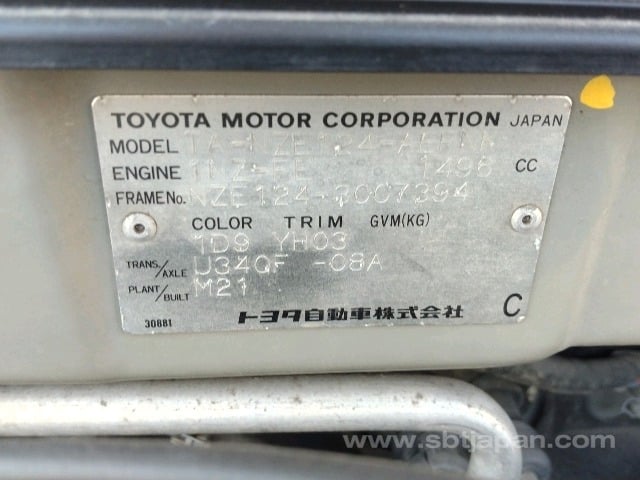 TOYOTA MOTOR CORPORATION JAPAN
MODEL
ENGINE 1NZ-FE 1496 CC
FRAME No. NZE124-3007394
COLOR TRIM GVM(KG)
1D9 YH03
TRANS./AXLE U340F -08A
PLANT/BUILT M21
30881 トヨタ自動車株式会社 C
www.sbtjapan.com